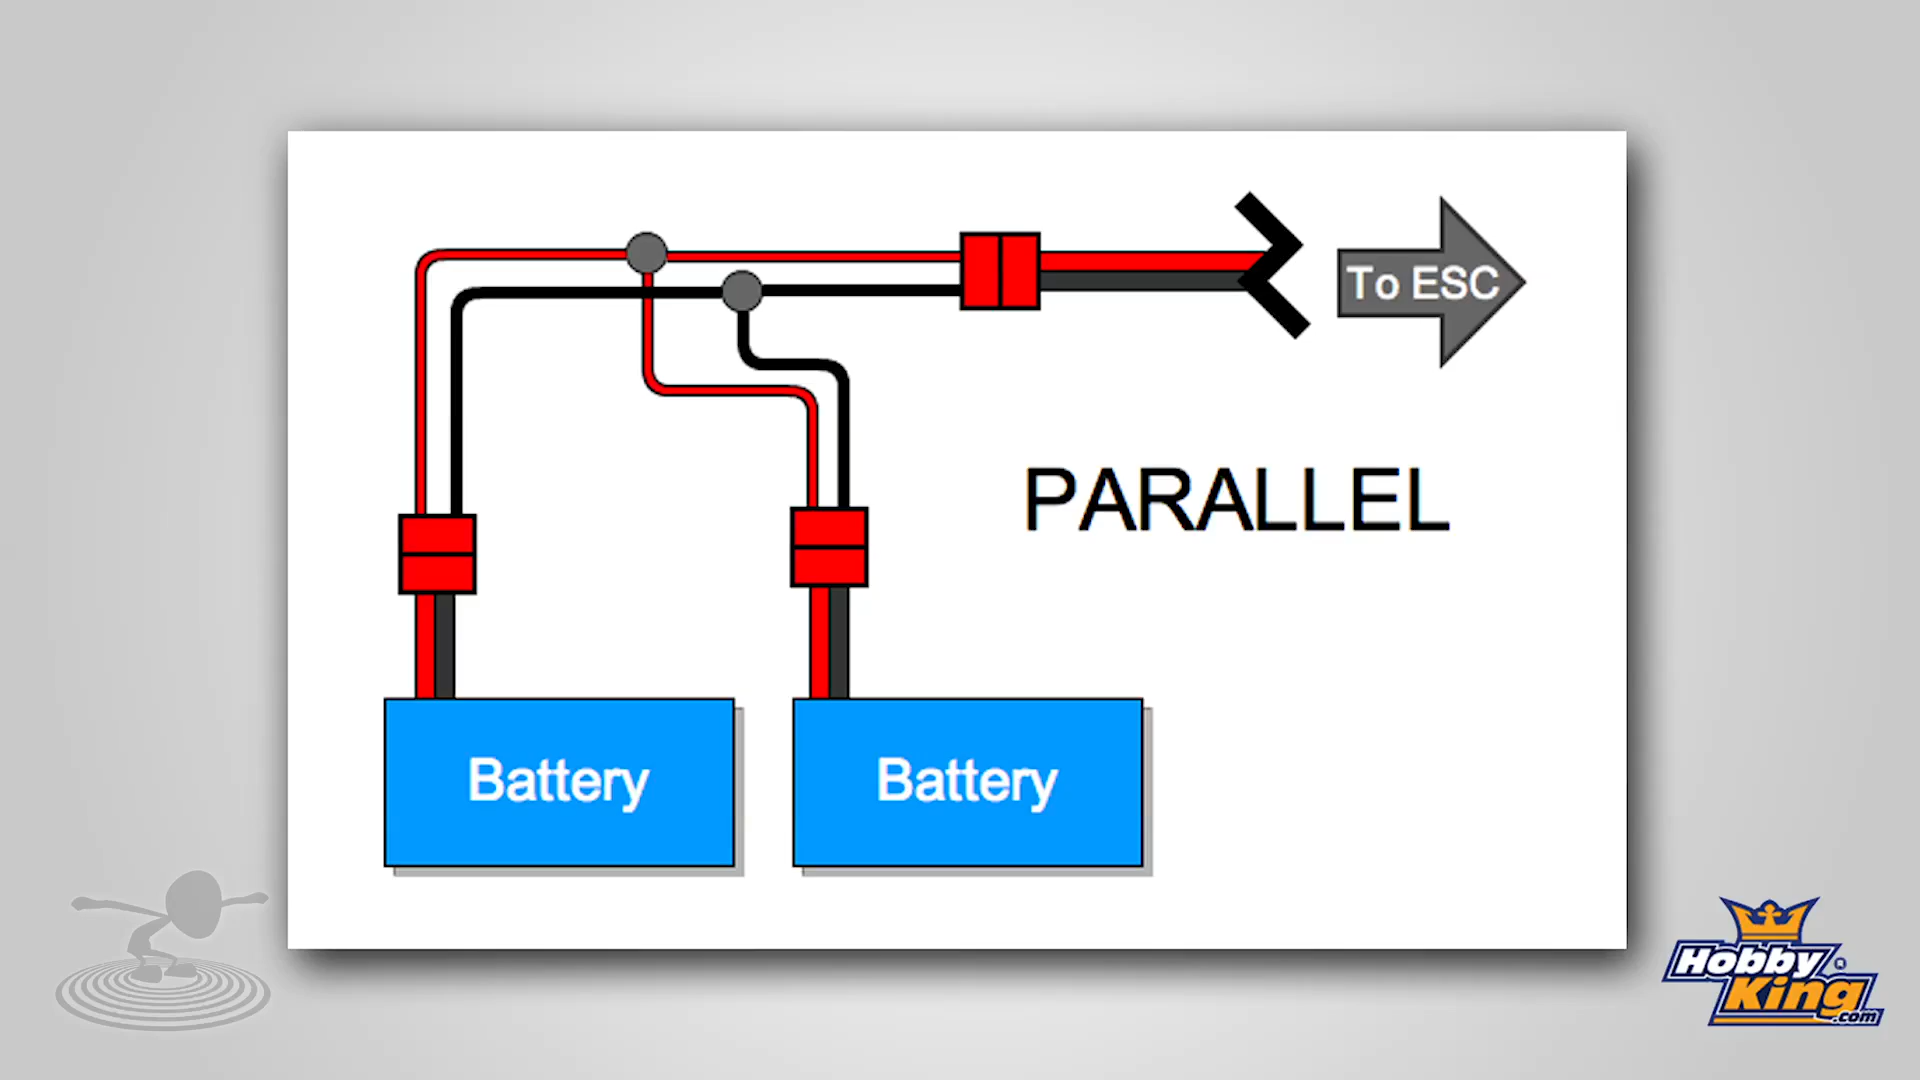 To ESC
PARALLEL
Battery
Battery
Hobby
King
.com